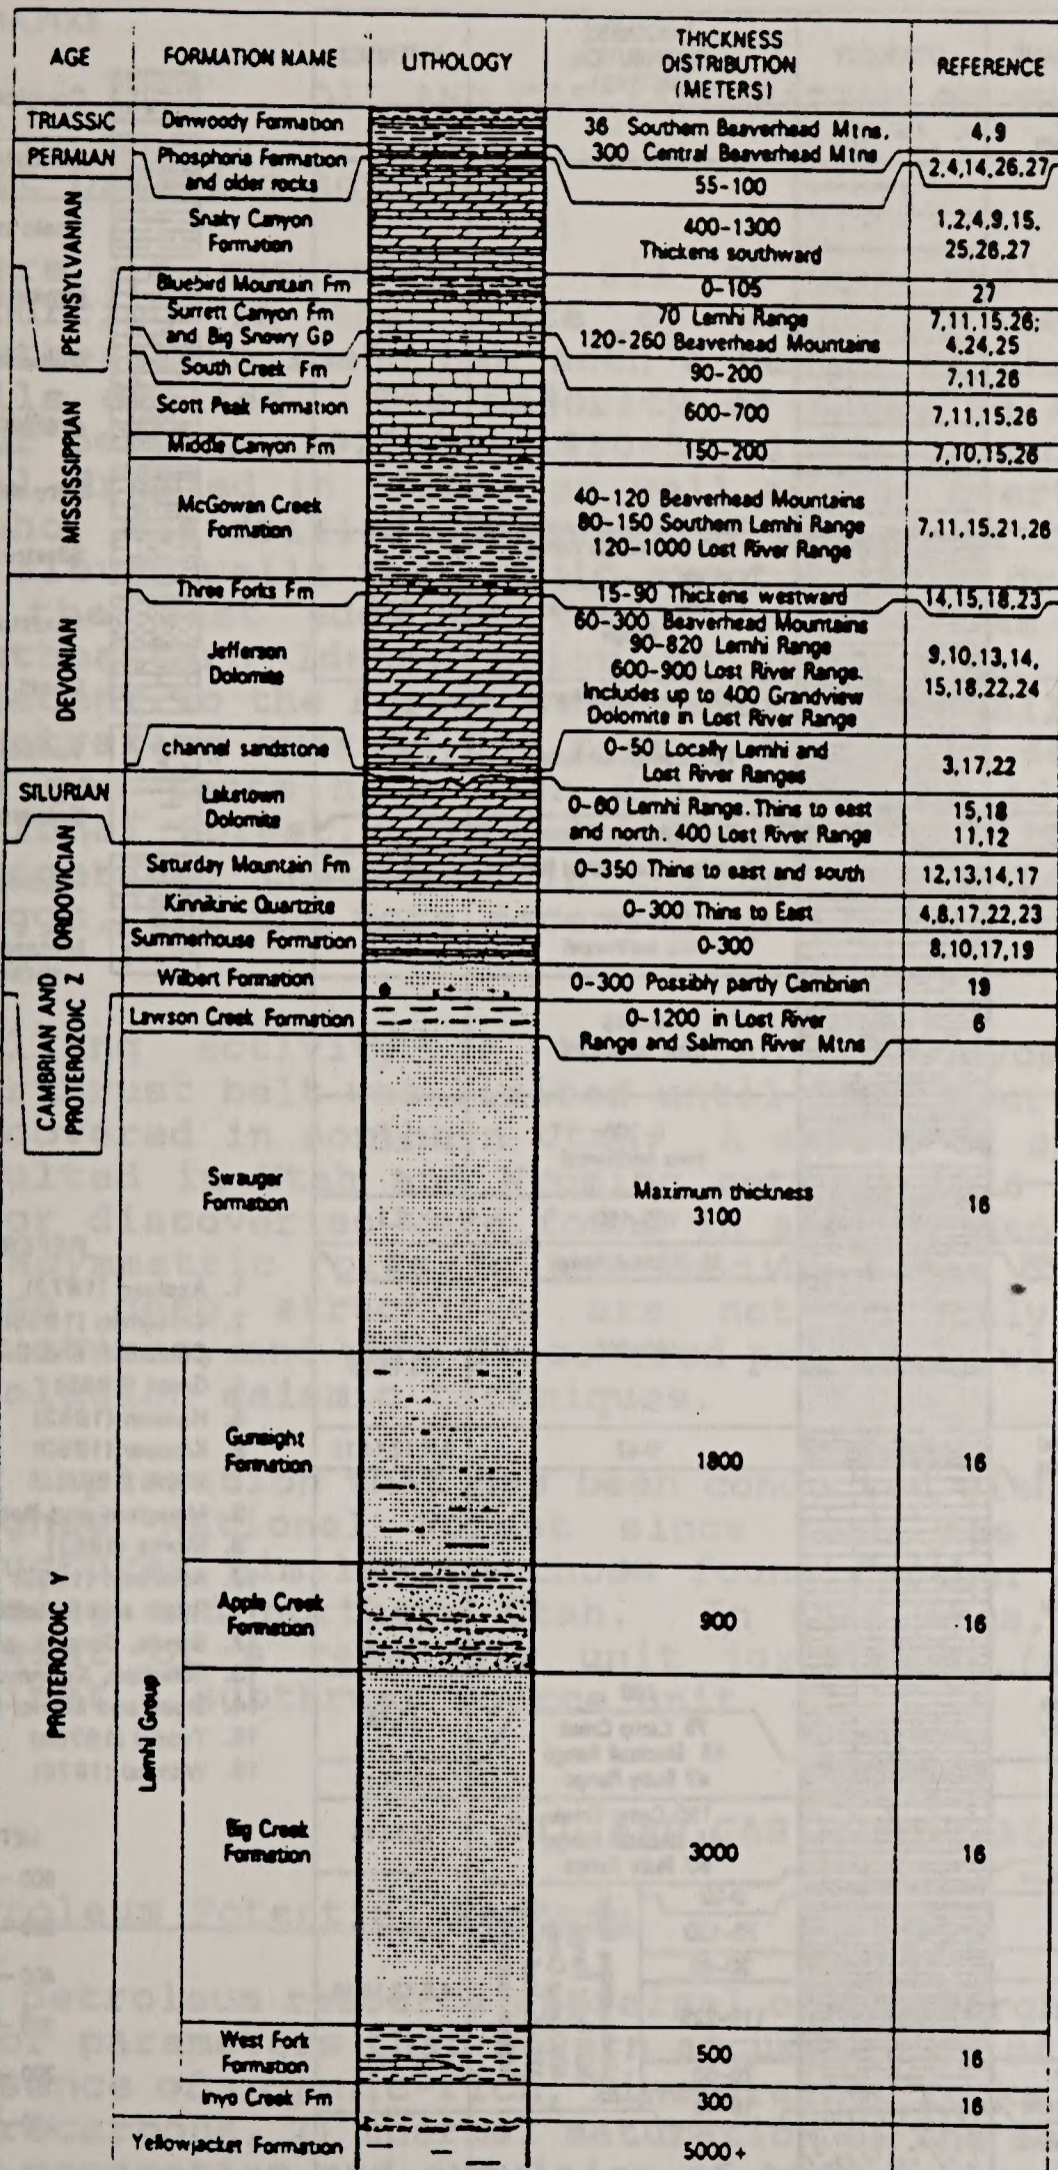 AGE FORMATION NAME LITHOLOGY THICKNESS DISTRIBUTION (METERS) REFERENCE
TRIASSIC Dinwoody Formation 36 Southern Beaverhead Mtns. 4,9
300 Central Beaverhead Mtns
PERMIAN Phosphoria Formation and older rocks 55-100 2,4,14,26,27
PENNSYLVANIAN
Snaky Canyon Formation 400-1300 1,2,4,9,15.
Thickens southward 25,26,27
Bluebird Mountain Fm 0-105 27
Surrett Canyon Fm 70 Lemhi Range 7,11,15.26;
and Big Snowy Gp 120-260 Beaverhead Mountains 4,24,25
MISSISSIPPIAN
South Creek Fm 90-200 7,11,26
Scott Peak Formation 600-700 7,11,15,26
Middle Canyon Fm 150-200 7,10,15,26
McGowan Creek Formation 40-120 Beaverhead Mountains
80-150 Southern Lemhi Range 7,11,15,21,26
120-1000 Lost River Range
DEVONIAN
Three Forks Fm 15-90 Thickens westward 14,15,18,23
Jefferson Dolomite 60-300 Beaverhead Mountains
90-820 Lemhi Range 9,10,13,14,
600-900 Lost River Range. 15,18,22,24
Includes up to 400 Grandview
Dolomite in Lost River Range
channel sandstone 0-50 Locally Lemhi and
Lost River Ranges 3,17,22
SILURIAN Laketown Dolomite 0-60 Lemhi Range. Thins to east 15,18
and north. 400 Lost River Range 11,12
ORDOVICIAN
Saturday Mountain Fm 0-350 Thins to east and south 12,13,14,17
Kinnikinic Quartzite 0-300 Thins to East 4,8,17,22,23
Summerhouse Formation 0-300 8,10,17,19
CAMBRIAN AND PROTEROZOIC Z
Wilbert Formation 0-300 Possibly partly Cambrian 19
Lawson Creek Formation 0-1200 in Lost River 6
Range and Salmon River Mtns
Swauger Formation Maximum thickness 16
3100
PROTEROZOIC Y
Lemhi Group
Gunsight Formation 1800 16
Apple Creek Formation 900 16
Big Creek Formation 3000 16
West Fork Formation 500 16
Inyo Creek Fm 300 16
Yellowjacket Formation 5000+